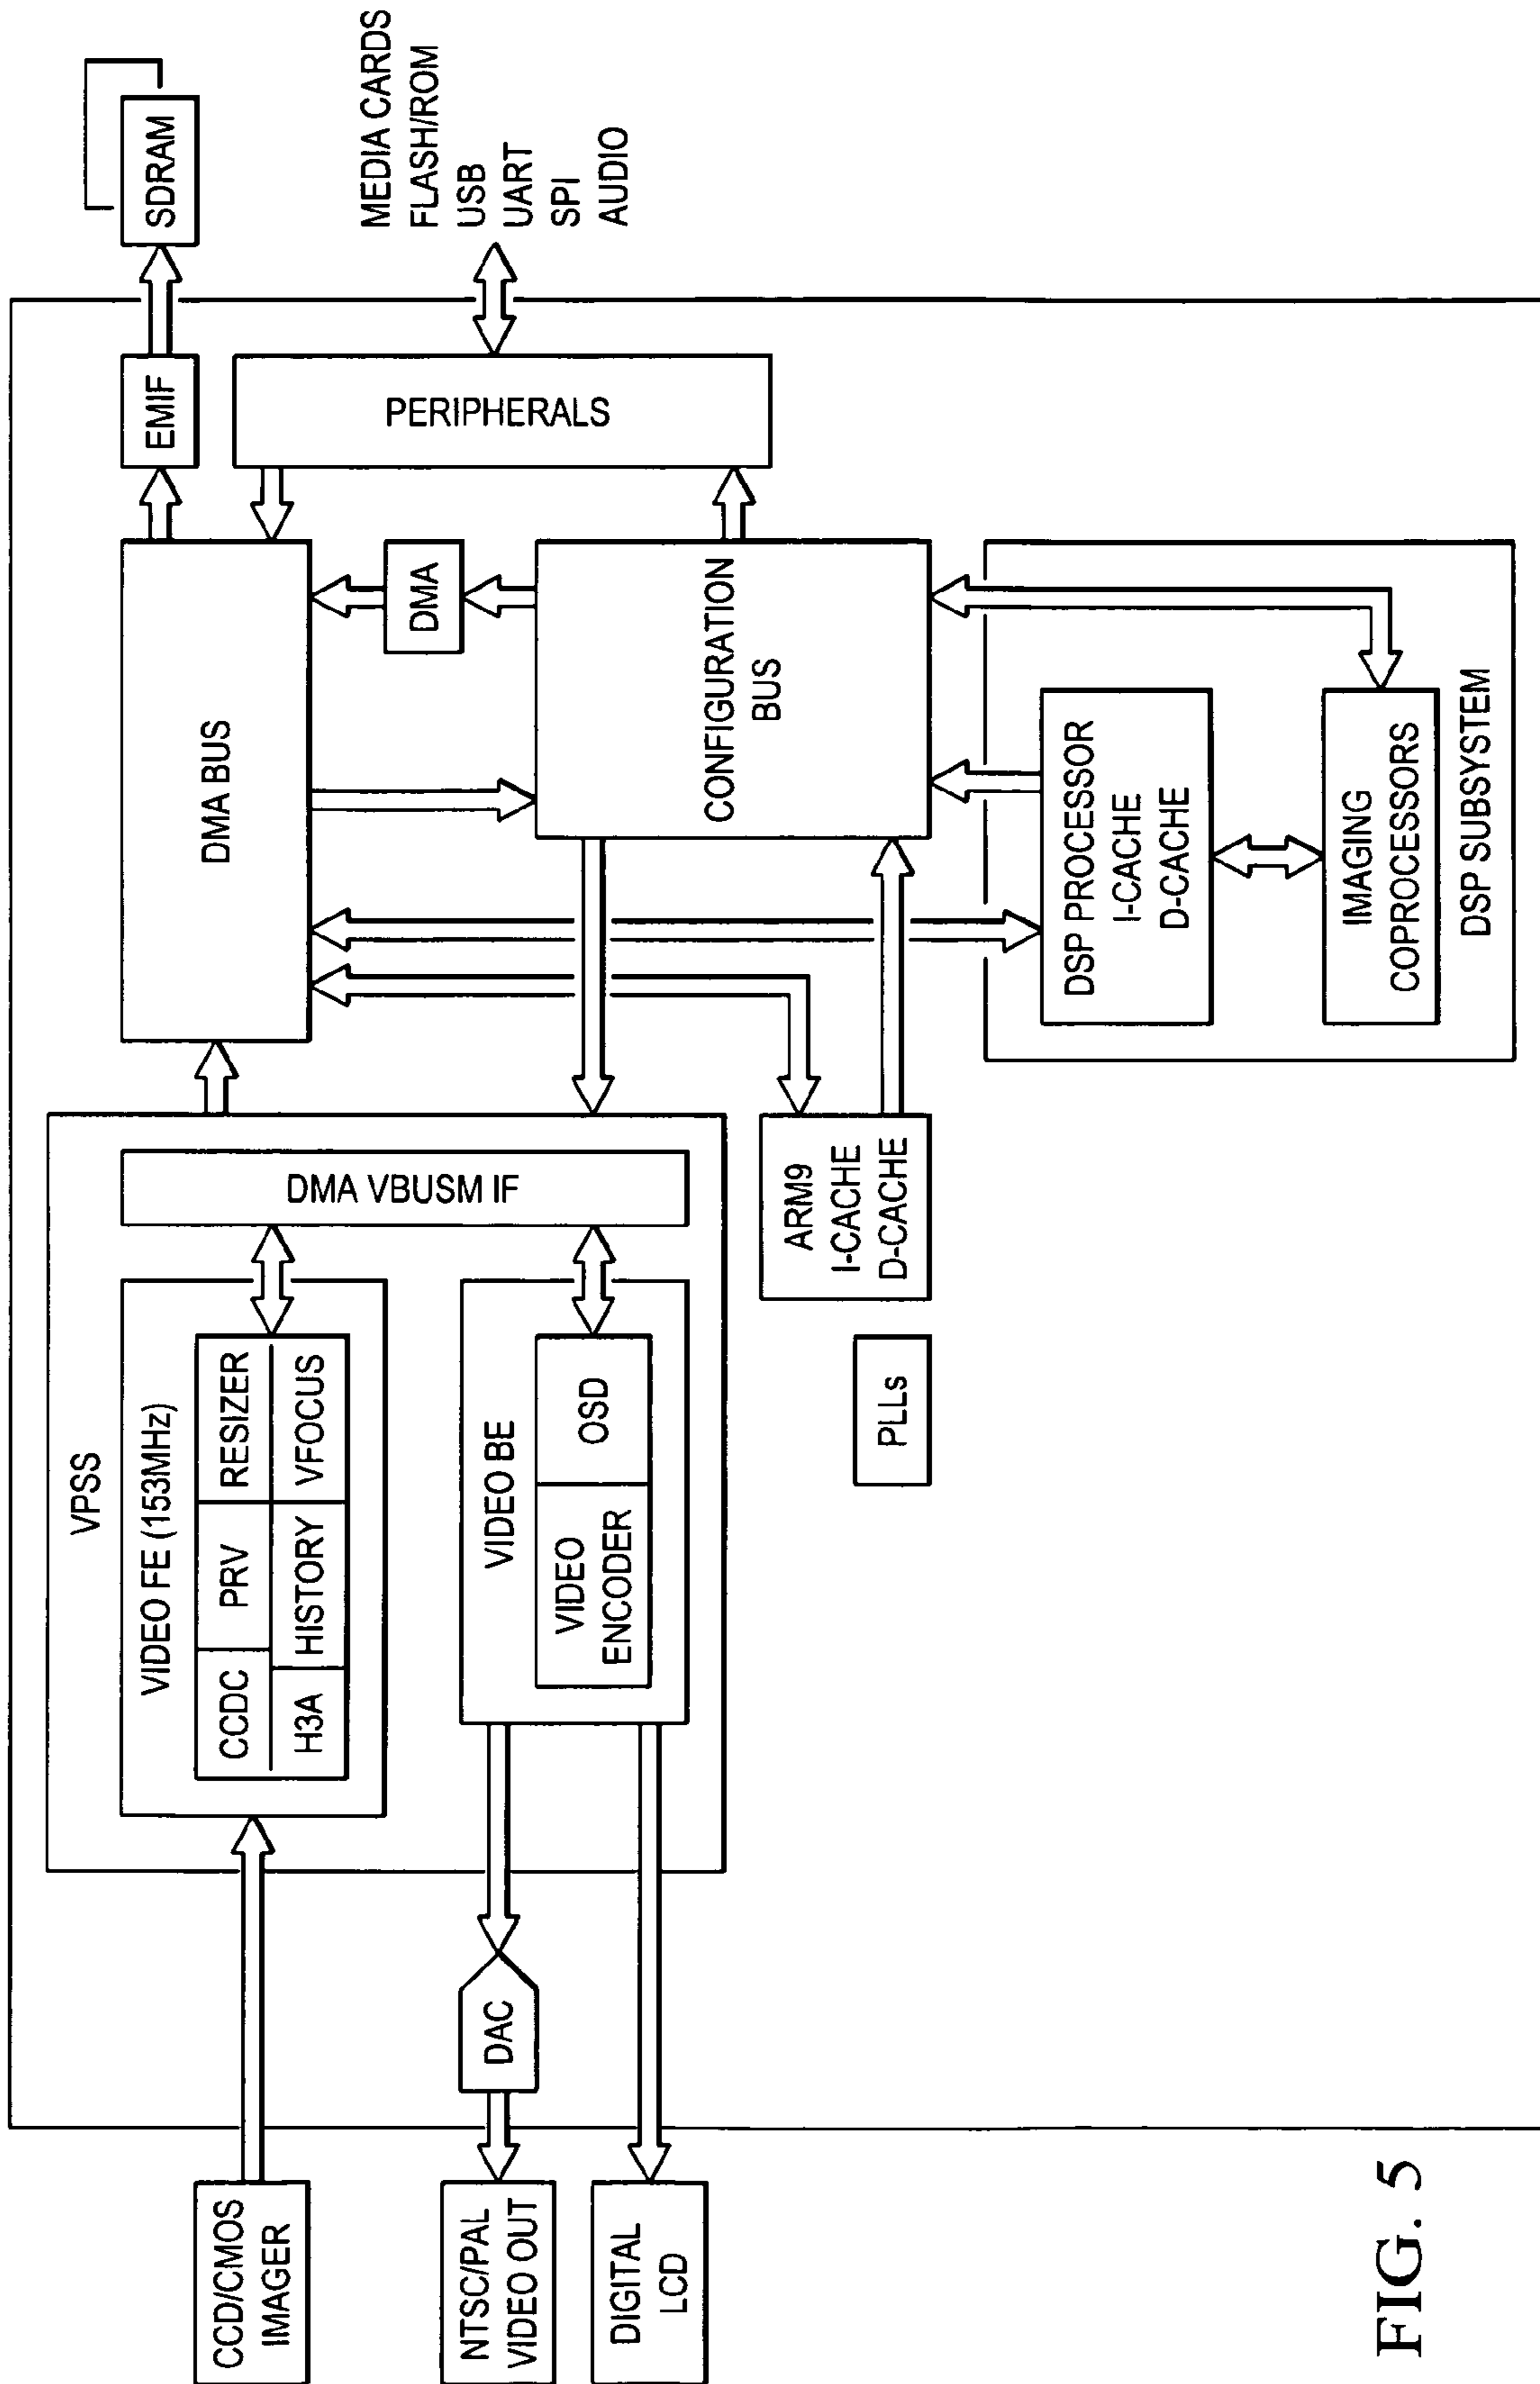 CCD/CMOS
IMAGER
NTSC/PAL
VIDEO OUT
DIGITAL
LCD
DAC
VPSS
VIDEO FE (153MHz)
CCDC
PRV
RESIZER
H3A
HISTORY
VFOCUS
VIDEO BE
VIDEO
ENCODER
OSD
DMA VBUSM IF
PLLs
ARM9
I-CACHE
D-CACHE
DMA BUS
DMA
CONFIGURATION
BUS
DSP PROCESSOR
I-CACHE
D-CACHE
IMAGING
COPROCESSORS
DSP SUBSYSTEM
EMIF
PERIPHERALS
SDRAM
MEDIA CARDS
FLASH/ROM
USB
UART
SPI
AUDIO
FIG. 5